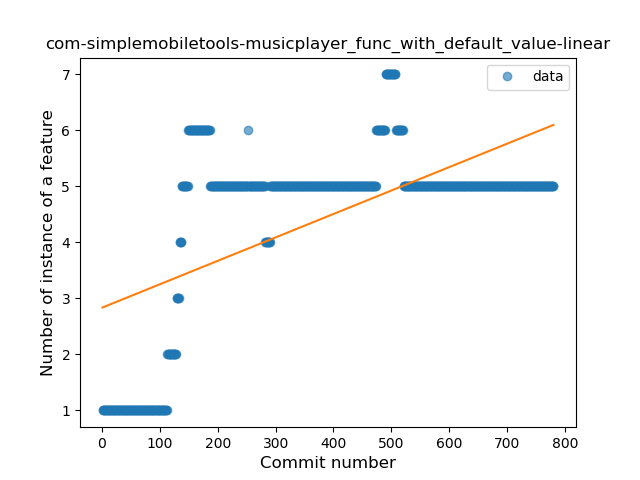 com-simplemobiletools-musicplayer_func_with_default_value-linear
data
Number of instance of a feature
7
6
5
4
3
2
1
0 100 200 300 400 500 600 700 800
Commit number